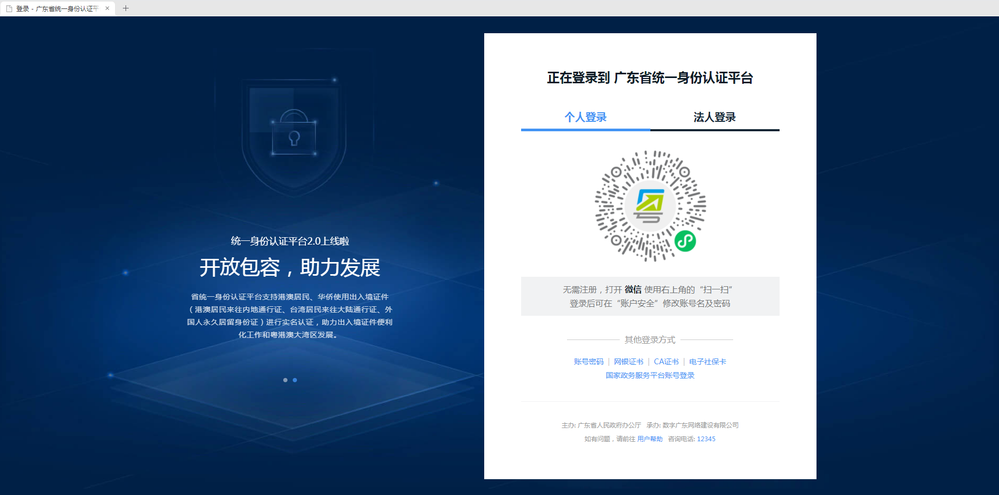 登录 - 广东省统一身份认证平
统一身份认证平台2.0上线啦
开放包容，助力发展
省统一身份认证平台支持港澳居民、华侨使用出入境证件
（港澳居民来往内地通行证、台湾居民来往大陆通行证、外
国人永久居留身份证）进行实名认证，助力出入境证件便利
化工作和粤港澳大湾区发展。
正在登录到 广东省统一身份认证平台
个人登录 法人登录
无需注册，打开 微信 使用右上角的“扫一扫”
登录后可在“账户安全”修改账号名及密码
其他登录方式
账号密码 | 网银证书 | CA证书 | 电子社保卡
国家政务服务平台账号登录
主办: 广东省人民政府办公厅 承办: 数字广东网络建设有限公司
如有问题，请前往 用户帮助 咨询电话: 12345